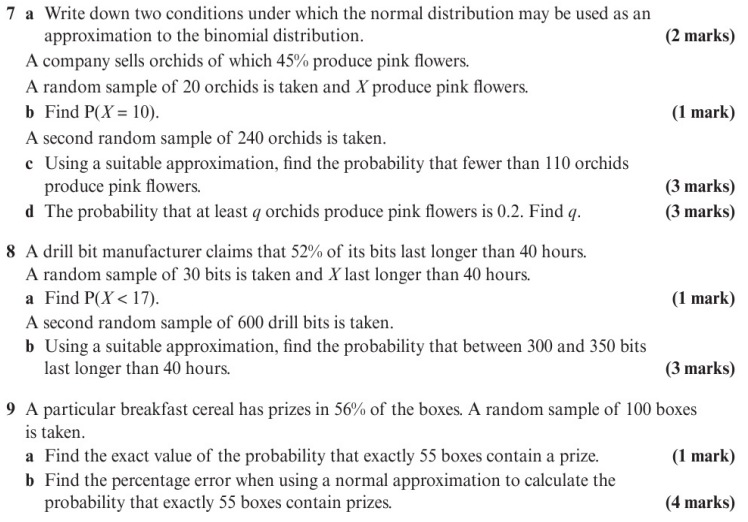 7 a Write down two conditions under which the normal distribution may be used as an
approximation to the binomial distribution. (2 marks)
A company sells orchids of which 45% produce pink flowers.
A random sample of 20 orchids is taken and X produce pink flowers.
b Find P(X = 10). (1 mark)
A second random sample of 240 orchids is taken.
c Using a suitable approximation, find the probability that fewer than 110 orchids
produce pink flowers. (3 marks)
d The probability that at least q orchids produce pink flowers is 0.2. Find q. (3 marks)
8 A drill bit manufacturer claims that 52% of its bits last longer than 40 hours.
A random sample of 30 bits is taken and X last longer than 40 hours.
a Find P(X < 17). (1 mark)
A second random sample of 600 drill bits is taken.
b Using a suitable approximation, find the probability that between 300 and 350 bits
last longer than 40 hours. (3 marks)
9 A particular breakfast cereal has prizes in 56% of the boxes. A random sample of 100 boxes
is taken.
a Find the exact value of the probability that exactly 55 boxes contain a prize. (1 mark)
b Find the percentage error when using a normal approximation to calculate the
probability that exactly 55 boxes contain prizes. (4 marks)